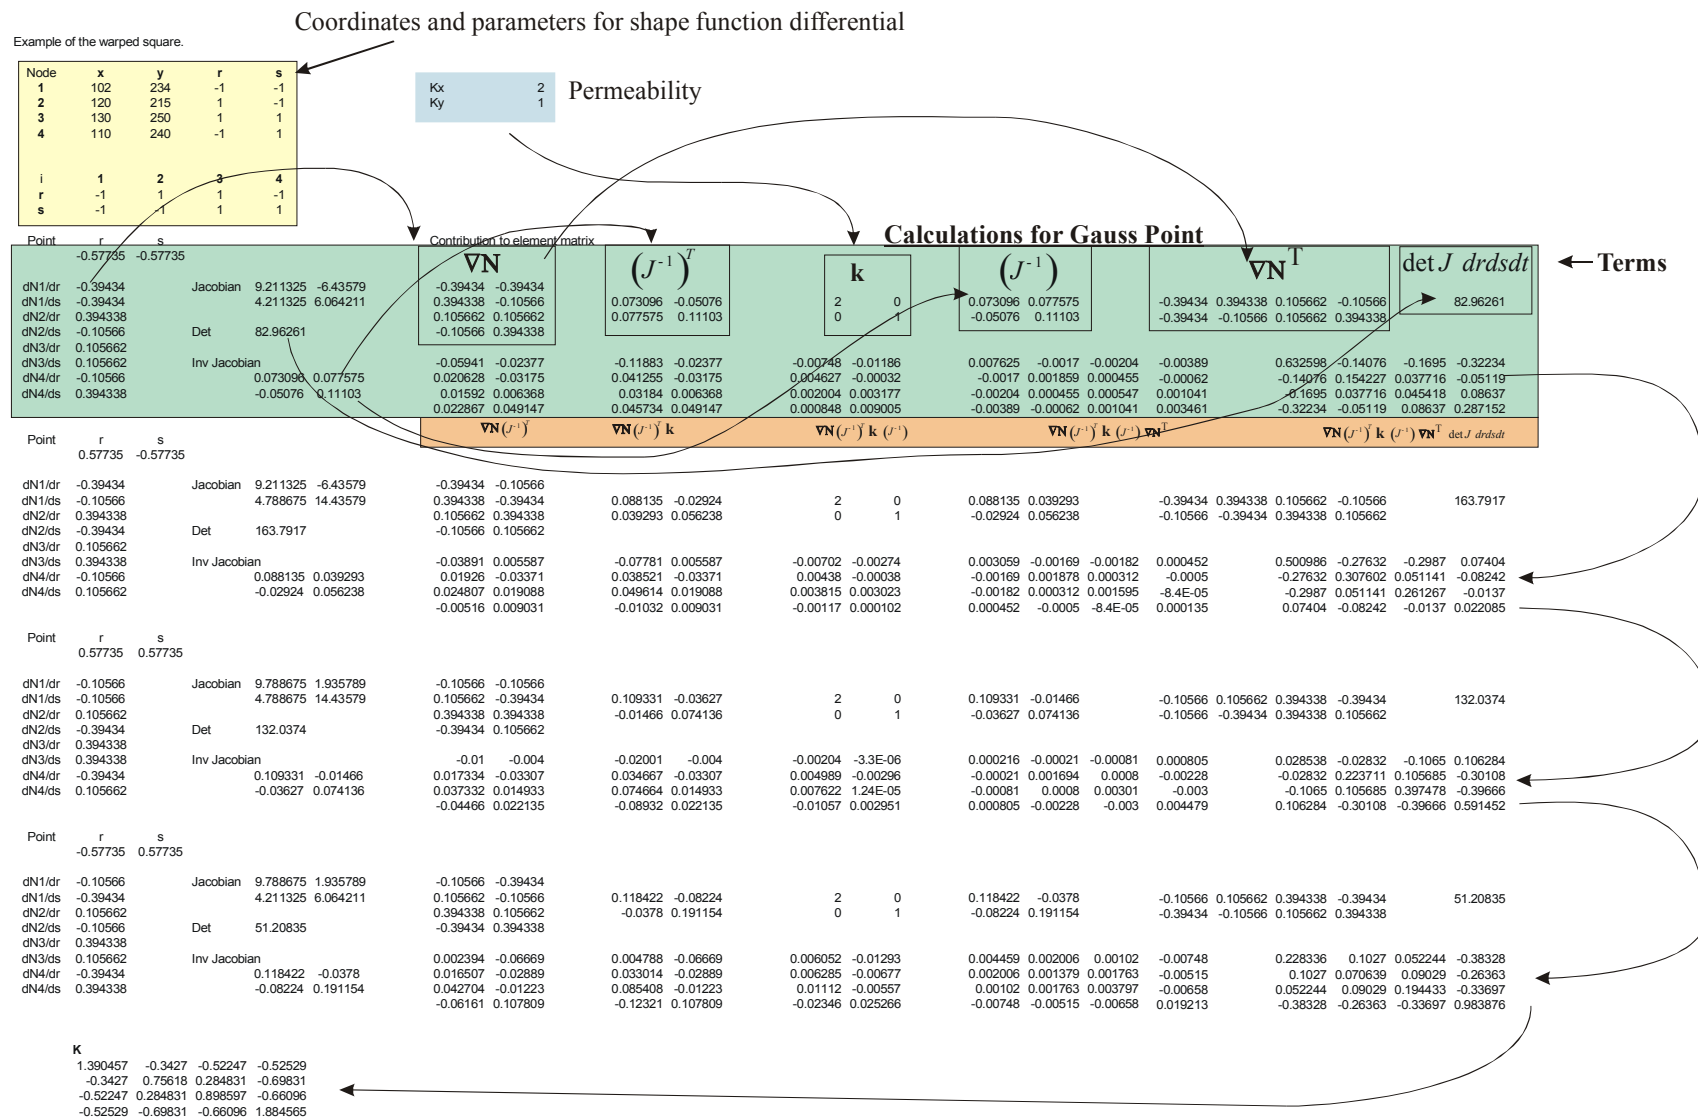 Coordinates and parameters for shape function differential
Example of the warped square.
Node x y r s
1 102 234 -1 -1
2 120 215 1 -1
3 130 250 1 1
4 110 240 -1 1
i 1 2 3 4
r -1 1 1 -1
s -1 -1 1 1
Kx 2
Ky 1
Permeability
Point r s
Contribution to element matrix
Calculations for Gauss Point
-0.57735 -0.57735
∇N (J⁻¹)ᵀ k (J⁻¹) ∇Nᵀ det J drdsdt
← Terms
dN1/dr -0.39434 Jacobian 9.211325 -6.43579 -0.39434 -0.39434
dN1/ds -0.39434 4.211325 6.064211 0.394338 -0.10566 0.073096 -0.05076 2 0 0.073096 0.077575 -0.39434 0.394338 0.105662 -0.10566 82.96261
dN2/dr 0.394338 0.105662 0.105662 0.077575 0.11103 0 1 -0.05076 0.11103 -0.39434 -0.10566 0.105662 0.394338
dN2/ds -0.10566 Det 82.96261 -0.10566 0.394338
dN3/dr 0.105662
dN3/ds 0.105662 Inv Jacobian -0.05941 -0.02377 -0.11883 -0.02377 -0.00748 -0.01186 0.007625 -0.0017 -0.00204 -0.00389 0.632598 -0.14076 -0.1695 -0.32234
dN4/dr -0.10566 0.073096 0.077575 0.020628 -0.03175 0.041255 -0.03175 0.004627 -0.00032 -0.0017 0.001859 0.000455 -0.00062 -0.14076 0.154227 0.037716 -0.05119
dN4/ds 0.394338 -0.05076 0.11103 0.01592 0.006368 0.03184 0.006368 0.002004 0.003177 -0.00204 0.000455 0.000547 0.001041 -0.1695 0.037716 0.045418 0.08637
0.022867 0.049147 0.045734 0.049147 0.000848 0.009005 -0.00389 -0.00062 0.001041 0.003461 -0.32234 -0.05119 0.08637 0.287152
∇N(J⁻¹)ᵀ ∇N(J⁻¹)ᵀ k ∇N(J⁻¹)ᵀ k (J⁻¹) ∇N(J⁻¹)ᵀ k (J⁻¹) ∇Nᵀ ∇N(J⁻¹)ᵀ k (J⁻¹) ∇Nᵀ det J drdsdt
Point r s
0.57735 -0.57735
dN1/dr -0.39434 Jacobian 9.211325 -6.43579 -0.39434 -0.10566
dN1/ds -0.10566 4.788675 14.43579 0.394338 -0.39434 0.088135 -0.02924 2 0 0.088135 0.039293 -0.39434 0.394338 0.105662 -0.10566 163.7917
dN2/dr 0.394338 0.105662 0.394338 0.039293 0.056238 0 1 -0.02924 0.056238 -0.10566 -0.39434 0.394338 0.105662
dN2/ds -0.39434 Det 163.7917 -0.10566 0.105662
dN3/dr 0.105662
dN3/ds 0.394338 Inv Jacobian -0.03891 0.005587 -0.07781 0.005587 -0.00702 -0.00274 0.003059 -0.00169 -0.00182 0.000452 0.500986 -0.27632 -0.2987 0.07404
dN4/dr -0.10566 0.088135 0.039293 0.01926 -0.03371 0.038521 -0.03371 0.00438 -0.00038 -0.00169 0.001878 0.000312 -0.0005 -0.27632 0.307602 0.051141 -0.08242
dN4/ds 0.105662 -0.02924 0.056238 0.024807 0.019088 0.049614 0.019088 0.003815 0.003023 -0.00182 0.000312 0.001595 -8.4E-05 -0.2987 0.051141 0.261267 -0.0137
-0.00516 0.009031 -0.01032 0.009031 -0.00117 0.000102 0.000452 -0.0005 -8.4E-05 0.000135 0.07404 -0.08242 -0.0137 0.022085
Point r s
0.57735 0.57735
dN1/dr -0.10566 Jacobian 9.788675 1.935789 -0.10566 -0.10566
dN1/ds -0.10566 4.788675 14.43579 0.105662 -0.39434 0.109331 -0.03627 2 0 0.109331 -0.01466 -0.10566 0.105662 0.394338 -0.39434 132.0374
dN2/dr 0.105662 0.394338 0.394338 -0.01466 0.074136 0 1 -0.03627 0.074136 -0.10566 -0.39434 0.394338 0.105662
dN2/ds -0.39434 Det 132.0374 -0.39434 0.105662
dN3/dr 0.394338
dN3/ds 0.394338 Inv Jacobian -0.01 -0.004 -0.02001 -0.004 -0.00204 -3.3E-06 0.000216 -0.00021 -0.00081 0.000805 0.028538 -0.02832 -0.1065 0.106284
dN4/dr -0.39434 0.109331 -0.01466 0.017334 -0.03307 0.034667 -0.03307 0.004989 -0.00296 -0.00021 0.001694 0.0008 -0.00228 -0.02832 0.223711 0.105685 -0.30108
dN4/ds 0.105662 -0.03627 0.074136 0.037332 0.014933 0.074664 0.014933 0.007622 1.24E-05 -0.00081 0.0008 0.00301 -0.003 -0.1065 0.105685 0.397478 -0.39666
-0.04466 0.022135 -0.08932 0.022135 -0.01057 0.002951 0.000805 -0.00228 -0.003 0.004479 0.106284 -0.30108 -0.39666 0.591452
Point r s
-0.57735 0.57735
dN1/dr -0.10566 Jacobian 9.788675 1.935789 -0.10566 -0.39434
dN1/ds -0.39434 4.211325 6.064211 0.105662 -0.10566 0.118422 -0.08224 2 0 0.118422 -0.0378 -0.10566 0.105662 0.394338 -0.39434 51.20835
dN2/dr 0.105662 0.394338 0.105662 -0.0378 0.191154 0 1 -0.08224 0.191154 -0.39434 -0.10566 0.105662 0.394338
dN2/ds -0.10566 Det 51.20835 -0.39434 0.394338
dN3/dr 0.394338
dN3/ds 0.105662 Inv Jacobian 0.002394 -0.06669 0.004788 -0.06669 0.006052 -0.01293 0.004459 0.002006 0.00102 -0.00748 0.228336 0.1027 0.052244 -0.38328
dN4/dr -0.39434 0.118422 -0.0378 0.016507 -0.02889 0.033014 -0.02889 0.006285 -0.00677 0.002006 0.001379 0.001763 -0.00515 0.1027 0.070639 0.09029 -0.26363
dN4/ds 0.394338 -0.08224 0.191154 0.042704 -0.01223 0.085408 -0.01223 0.01112 -0.00557 0.00102 0.001763 0.003797 -0.00658 0.052244 0.09029 0.194433 -0.33697
-0.06161 0.107809 -0.12321 0.107809 -0.02346 0.025266 -0.00748 -0.00515 -0.00658 0.019213 -0.38328 -0.26363 -0.33697 0.983876
K
1.390457 -0.3427 -0.52247 -0.52529
-0.3427 0.75618 0.284831 -0.69831
-0.52247 0.284831 0.898597 -0.66096
-0.52529 -0.69831 -0.66096 1.884565